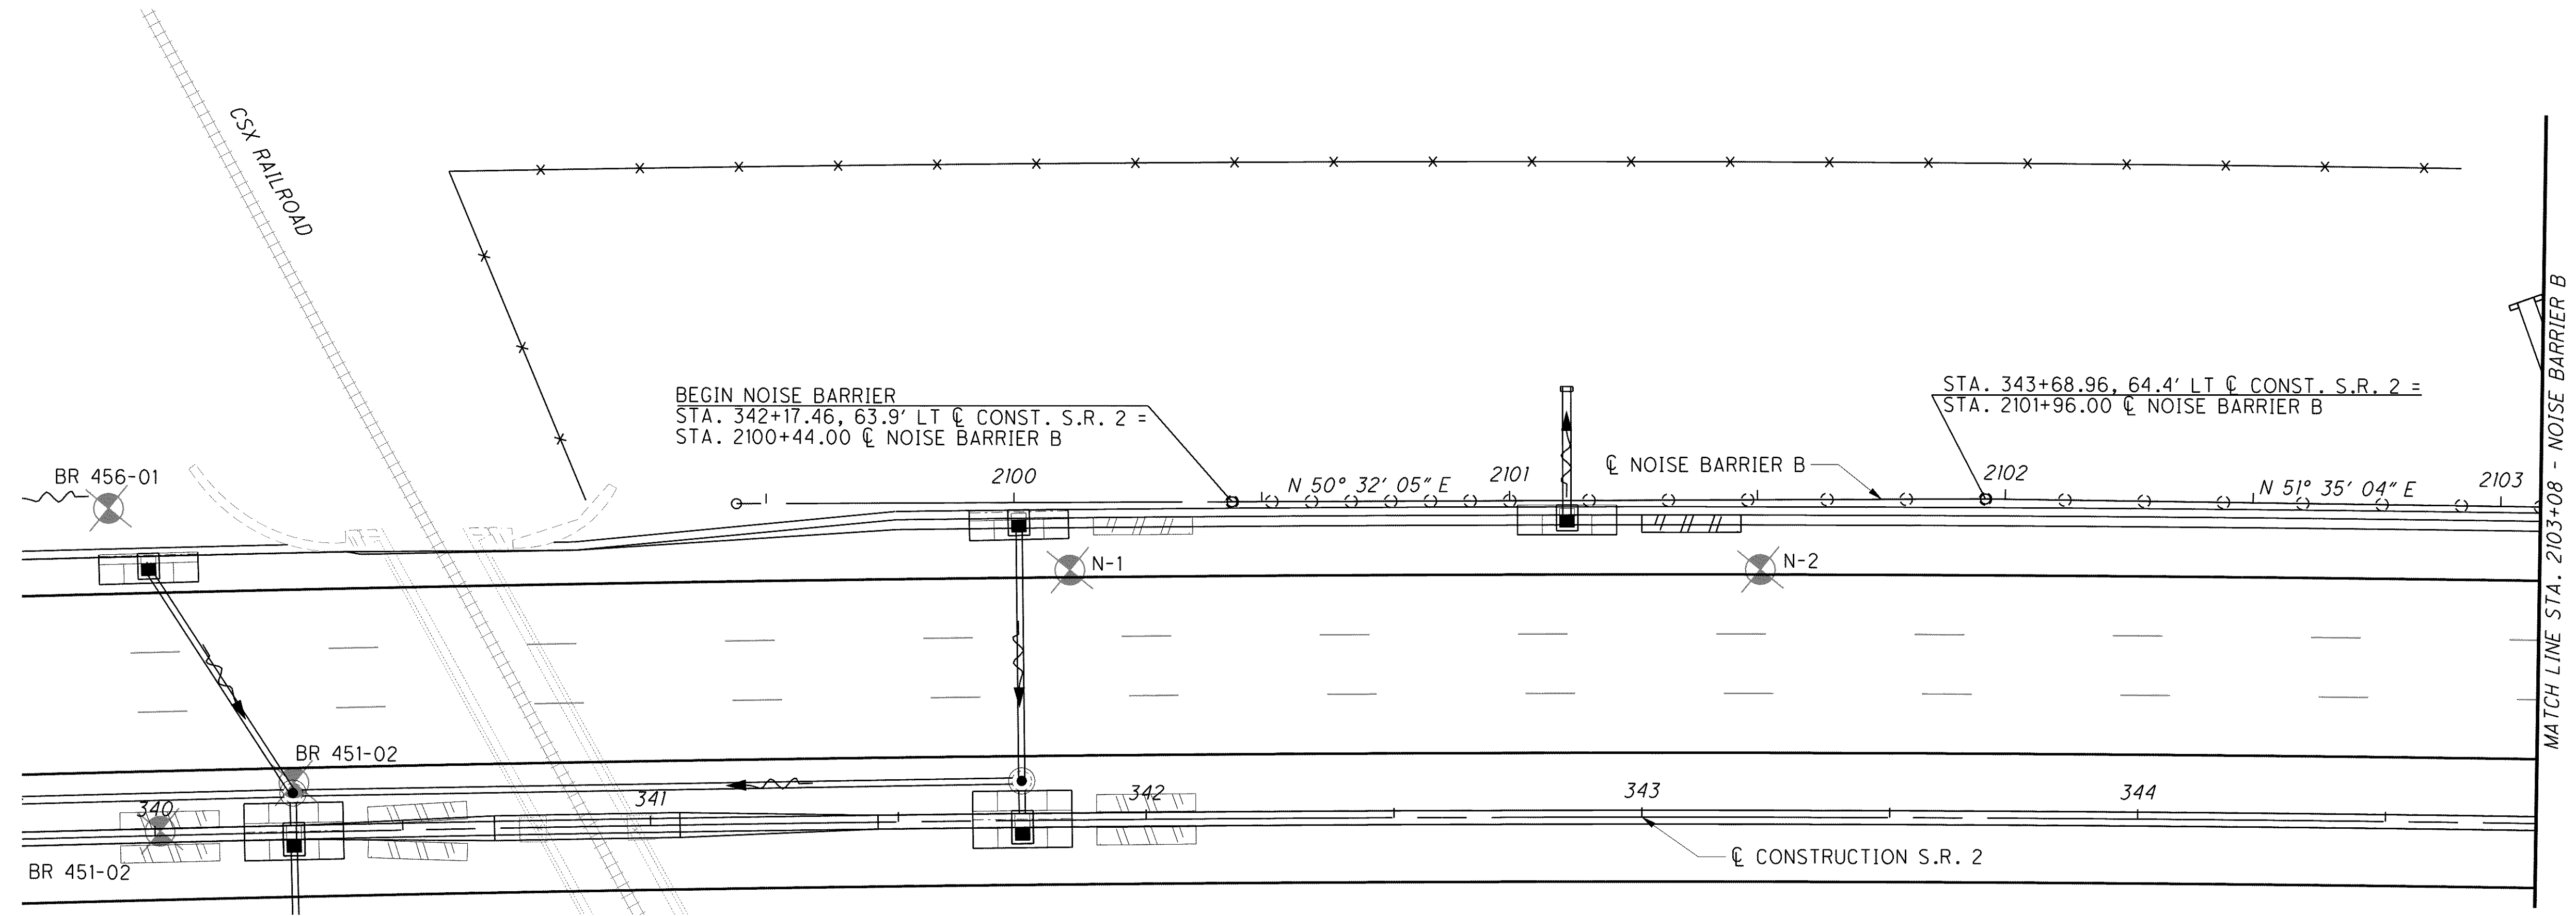 CSX RAILROAD
BEGIN NOISE BARRIER
STA. 342+17.46, 63.9' LT ℄ CONST. S.R. 2 =
STA. 2100+44.00 ℄ NOISE BARRIER B
STA. 343+68.96, 64.4' LT ℄ CONST. S.R. 2 =
STA. 2101+96.00 ℄ NOISE BARRIER B
BR 456-01
2100
N 50° 32' 05" E
2101
℄ NOISE BARRIER B
2102
N 51° 35' 04" E
2103
N-1
N-2
MATCH LINE STA. 2103+08 - NOISE BARRIER B
BR 451-02
340
341
342
343
344
℄ CONSTRUCTION S.R. 2
BR 451-02